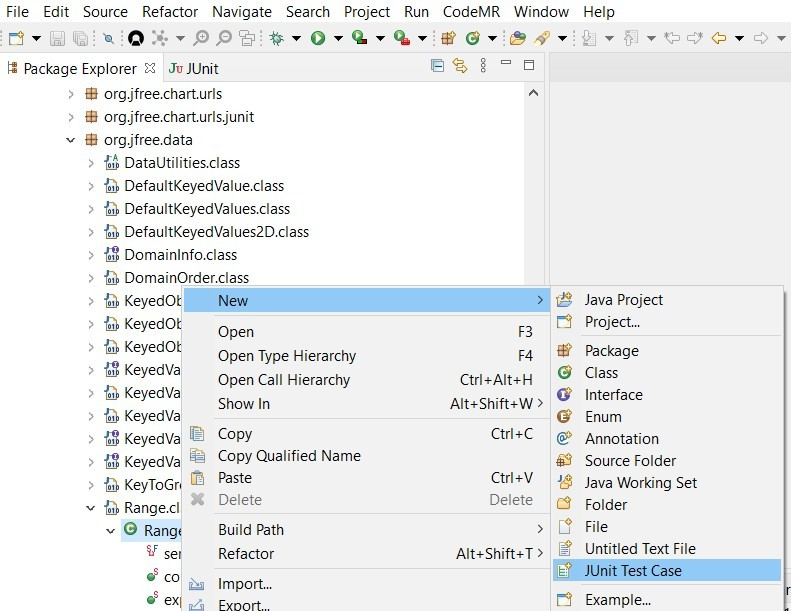 File Edit Source Refactor Navigate Search Project Run CodeMR Window Help
Package Explorer JUnit
org.jfree.chart.urls
org.jfree.chart.urls.junit
org.jfree.data
DataUtilities.class
DefaultKeyedValue.class
DefaultKeyedValues.class
DefaultKeyedValues2D.class
DomainInfo.class
DomainOrder.class
KeyedOb
KeyedOb
KeyedOb
KeyedVa
KeyedVa
KeyedVa
KeyedVa
KeyedVa
KeyToGr
Range.cl
Range
se
co
ex
New
Open F3
Open Type Hierarchy F4
Open Call Hierarchy Ctrl+Alt+H
Show In Alt+Shift+W
Copy Ctrl+C
Copy Qualified Name
Paste Ctrl+V
Delete Delete
Build Path
Refactor Alt+Shift+T
Import...
Export...
Java Project
Project...
Package
Class
Interface
Enum
Annotation
Source Folder
Java Working Set
Folder
File
Untitled Text File
JUnit Test Case
Example...